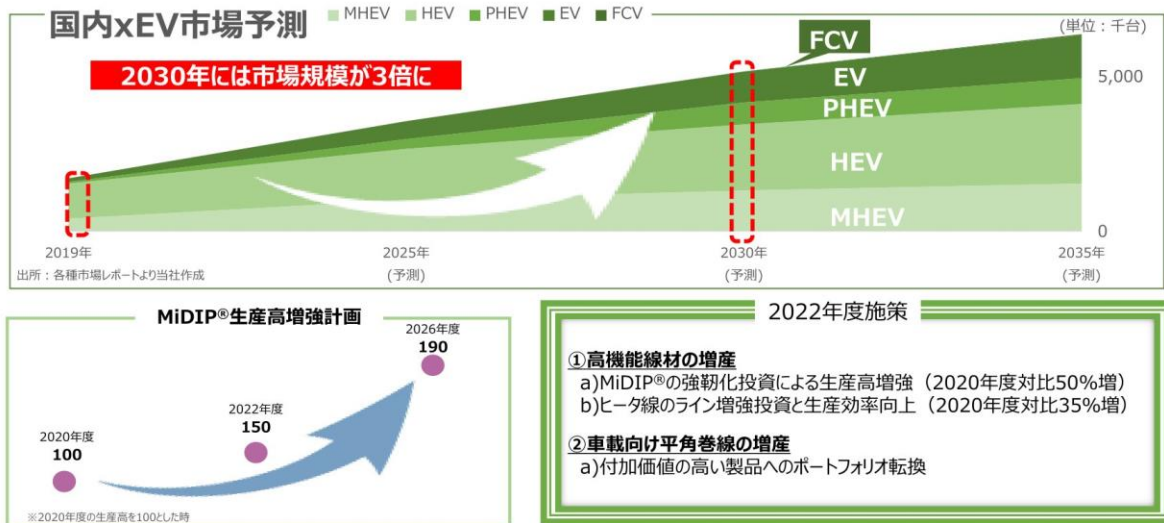 国内xEV市場予測
MHEV HEV PHEV EV FCV
(単位：千台)
2030年には市場規模が3倍に
FCV
EV
PHEV
HEV
MHEV
5,000
0
2019年
2025年
(予測)
2030年
(予測)
2035年
(予測)
出所：各種市場レポートより当社作成
MiDIP®生産高増強計画
2020年度
100
2022年度
150
2026年度
190
※2020年度の生産高を100とした時
2022年度施策
①高機能線材の増産
a)MiDIP®の強靭化投資による生産高増強（2020年度対比50%増）
b)ヒータ線のライン増強投資と生産効率向上（2020年度対比35%増）
②車載向け平角巻線の増産
a)付加価値の高い製品へのポートフォリオ転換